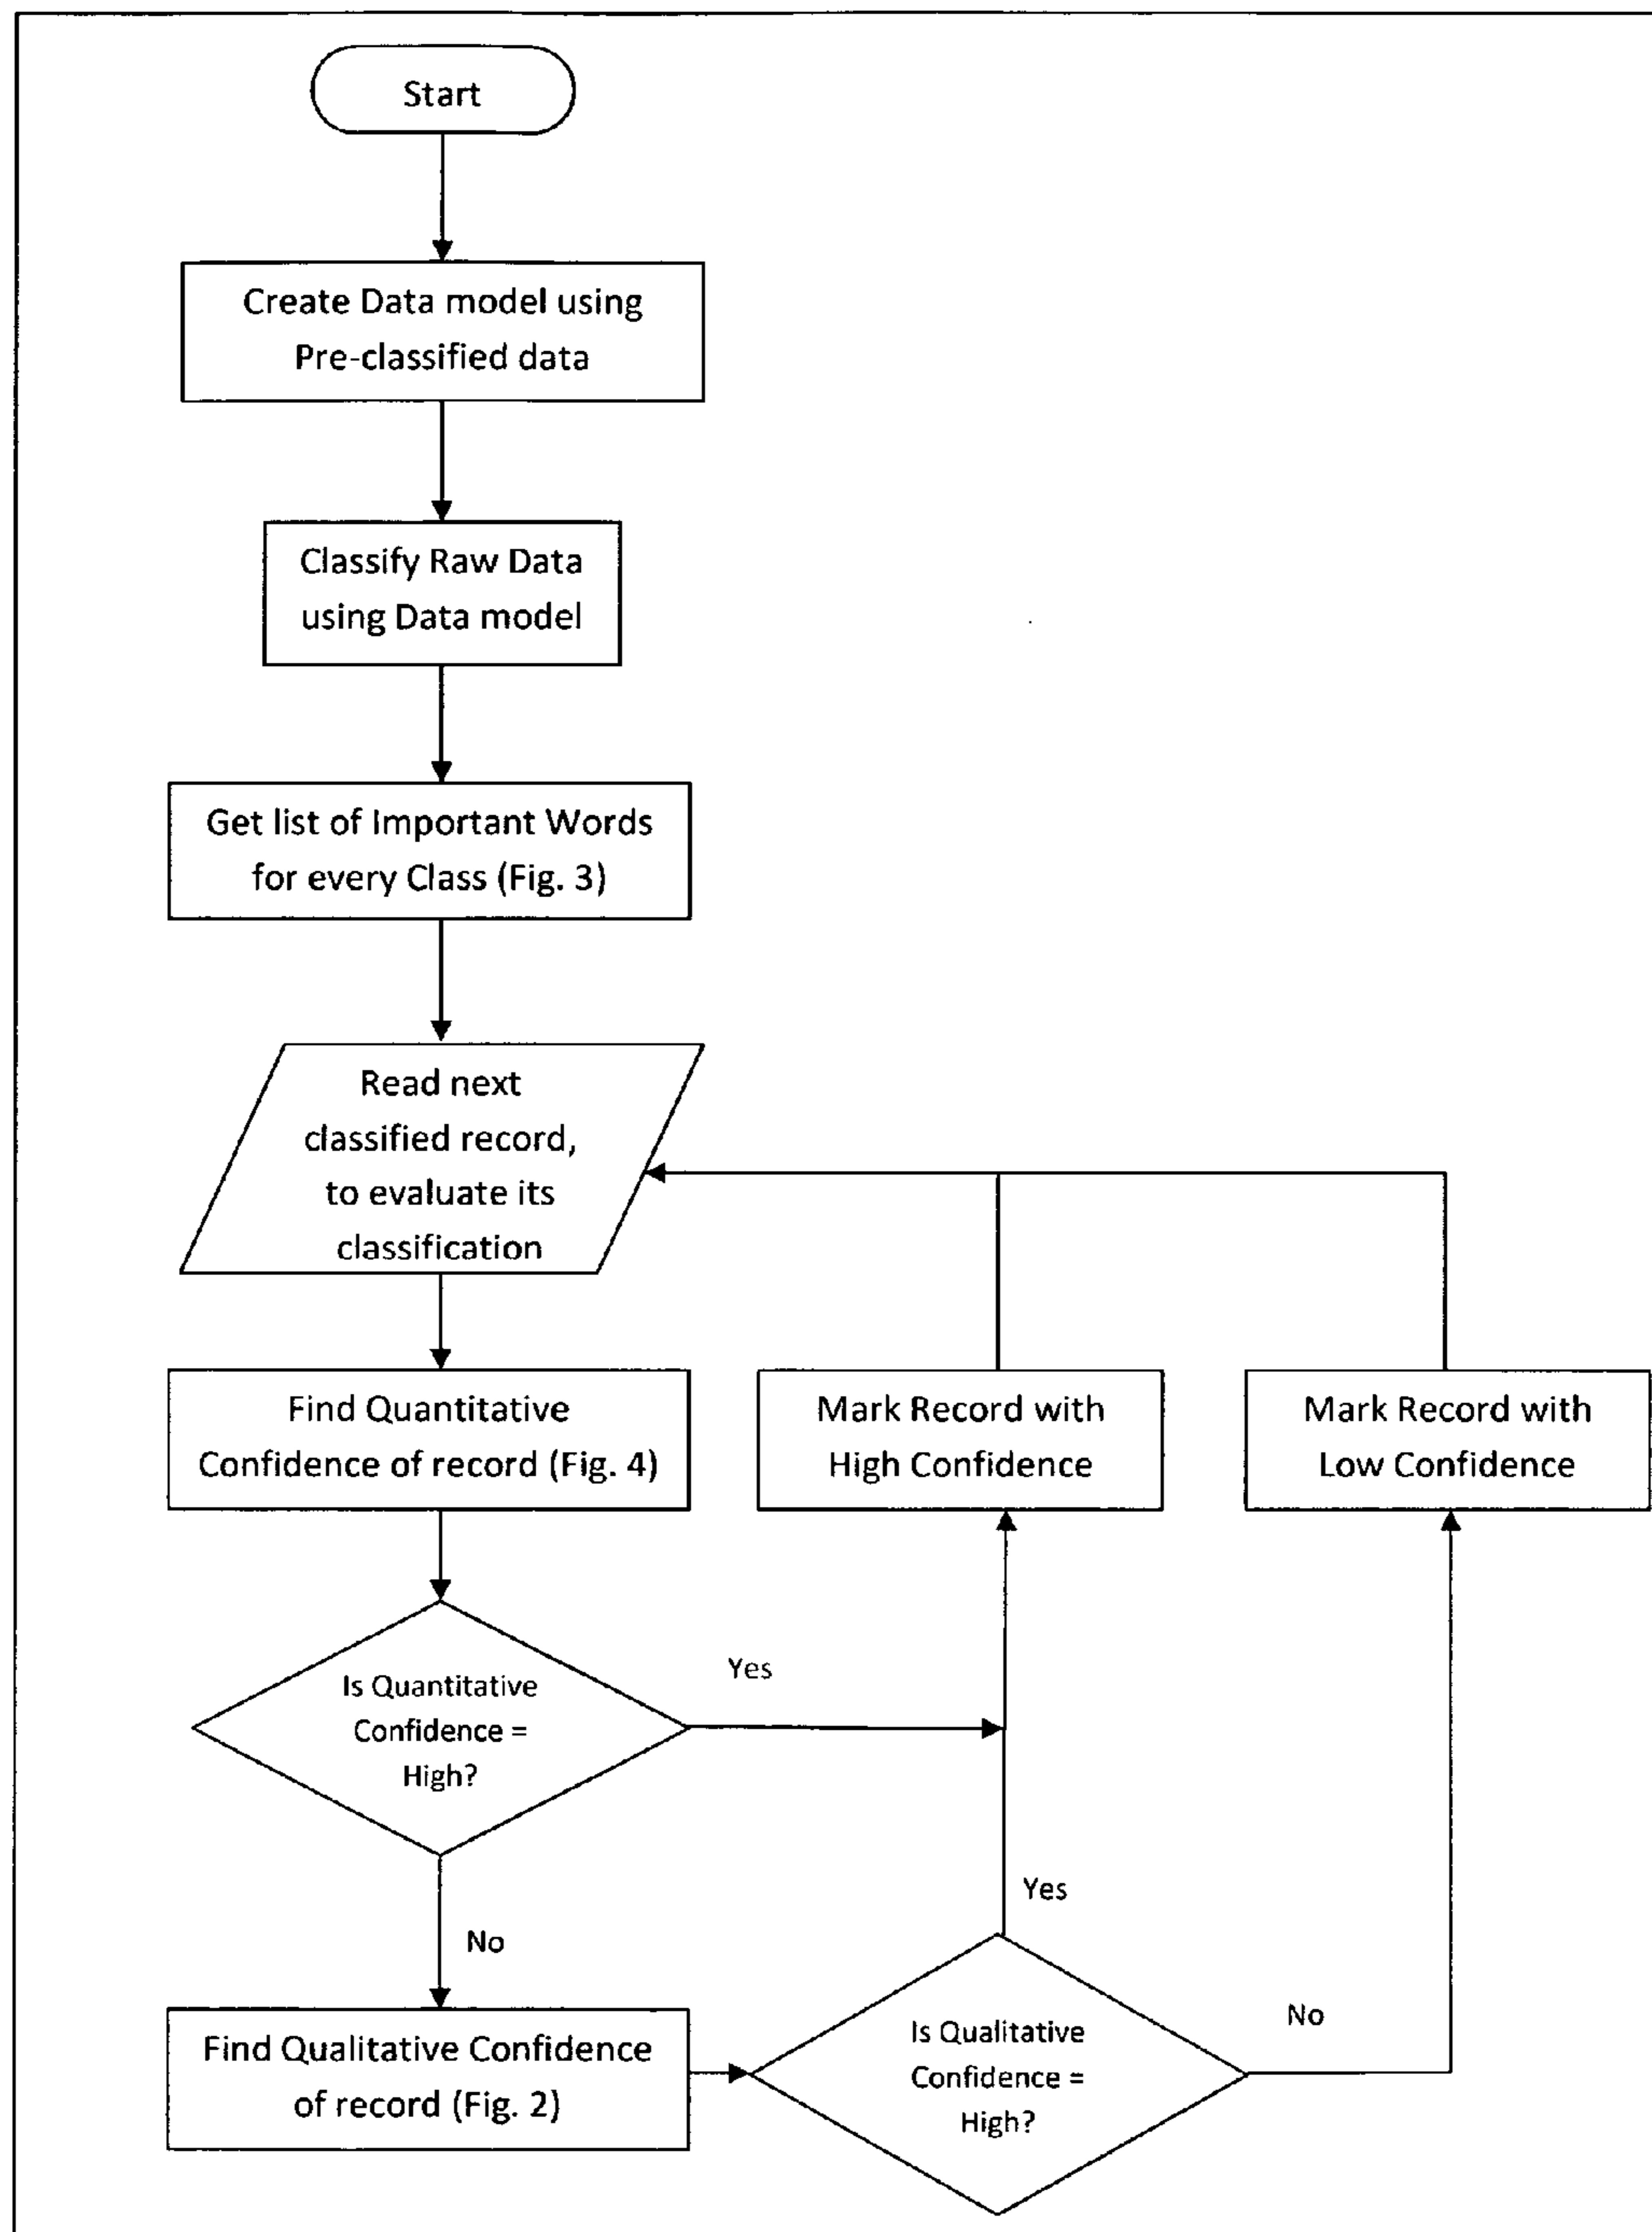 Start
Create Data model using
Pre-classified data
Classify Raw Data
using Data model
Get list of Important Words
for every Class (Fig. 3)
Read next
classified record,
to evaluate its
classification
Find Quantitative
Confidence of record (Fig. 4)
Mark Record with
High Confidence
Mark Record with
Low Confidence
Is Quantitative
Confidence =
High?
Yes
No
Yes
Find Qualitative Confidence
of record (Fig. 2)
Is Qualitative
Confidence =
High?
No